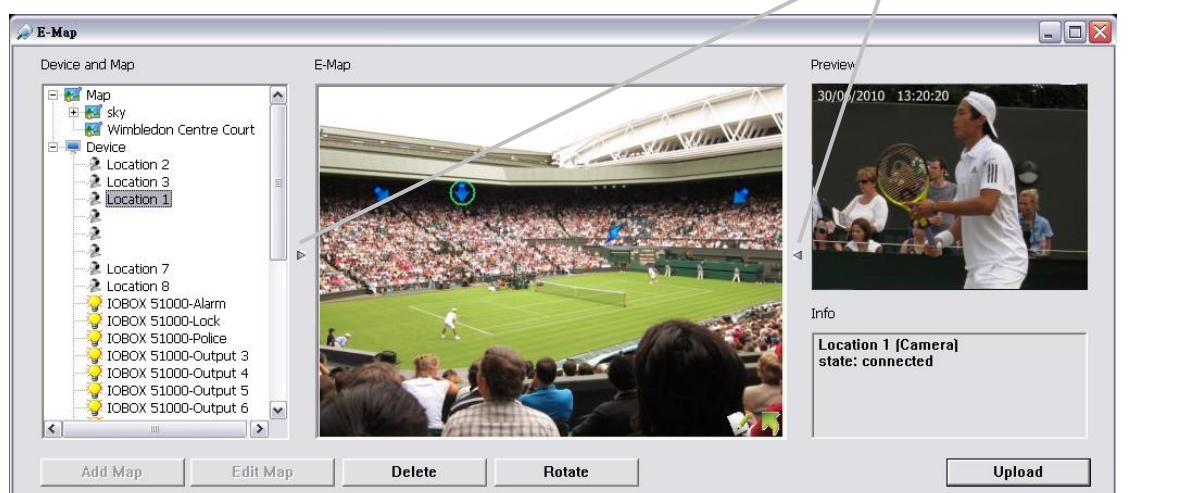 E-Map
Device and Map
E-Map
Preview
Map
sky
Wimbledon Centre Court
Device
Location 2
Location 3
Location 1
Location 7
Location 8
IOBOX 51000-Alarm
IOBOX 51000-Lock
IOBOX 51000-Police
IOBOX 51000-Output 3
IOBOX 51000-Output 4
IOBOX 51000-Output 5
IOBOX 51000-Output 6
30/06/2010 13:20:20
Info
Location 1 (Camera)
state: connected
Add Map
Edit Map
Delete
Rotate
Upload